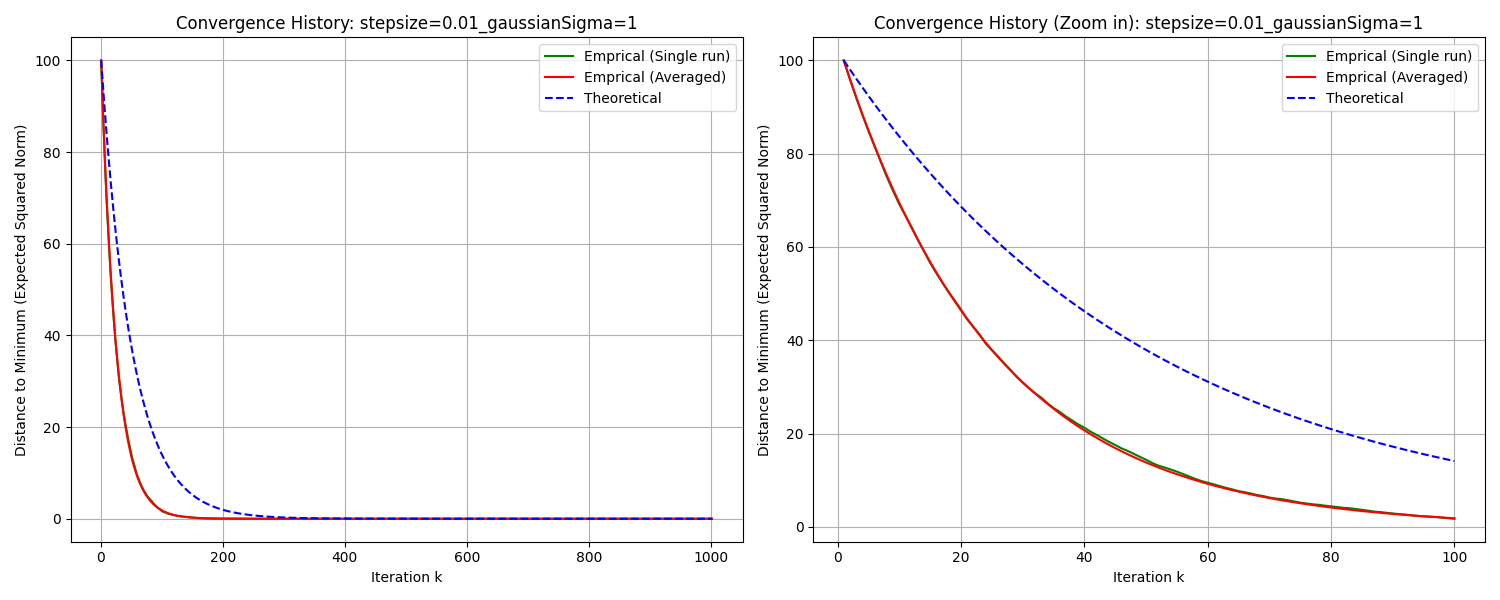 Convergence History: stepsize=0.01_gaussianSigma=1
Distance to Minimum (Expected Squared Norm)
100
80
60
40
20
0
Emprical (Single run)
Emprical (Averaged)
Theoretical
0 200 400 600 800 1000
Iteration k
Convergence History (Zoom in): stepsize=0.01_gaussianSigma=1
Distance to Minimum (Expected Squared Norm)
100
80
60
40
20
0
Emprical (Single run)
Emprical (Averaged)
Theoretical
0 20 40 60 80 100
Iteration k